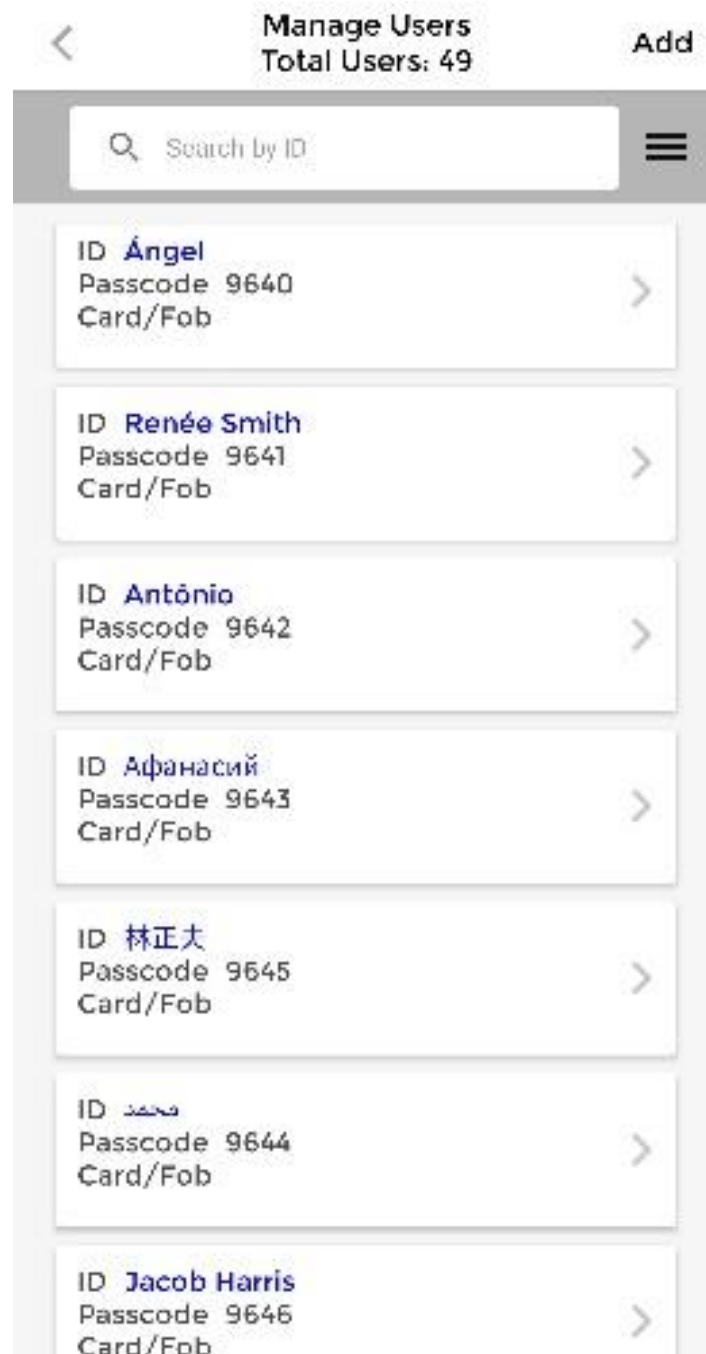 Manage Users
Total Users: 49
Add
Search by ID
ID Ángel
Passcode 9640
Card/Fob
ID Renée Smith
Passcode 9641
Card/Fob
ID António
Passcode 9642
Card/Fob
ID Афанасий
Passcode 9643
Card/Fob
ID 林正夫
Passcode 9645
Card/Fob
ID محمد
Passcode 9644
Card/Fob
ID Jacob Harris
Passcode 9646
Card/Fob